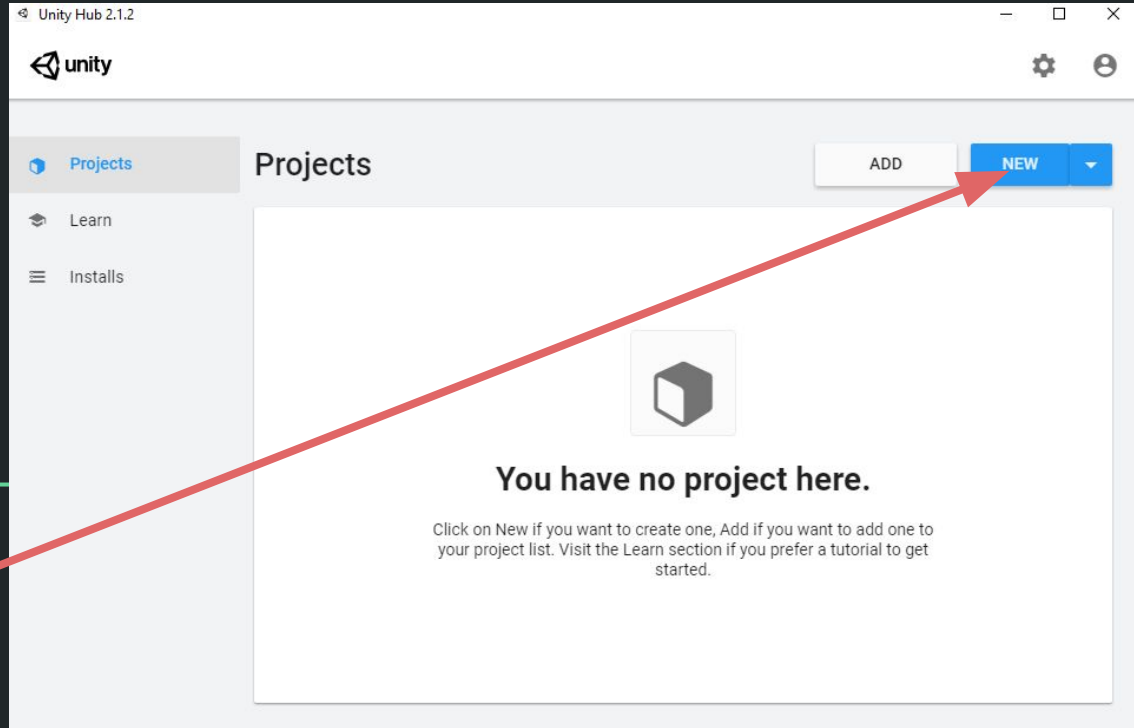 Unity Hub 2.1.2
unity
Projects
Learn
Installs
Projects
ADD
NEW
You have no project here.
Click on New if you want to create one, Add if you want to add one to
your project list. Visit the Learn section if you prefer a tutorial to get
started.